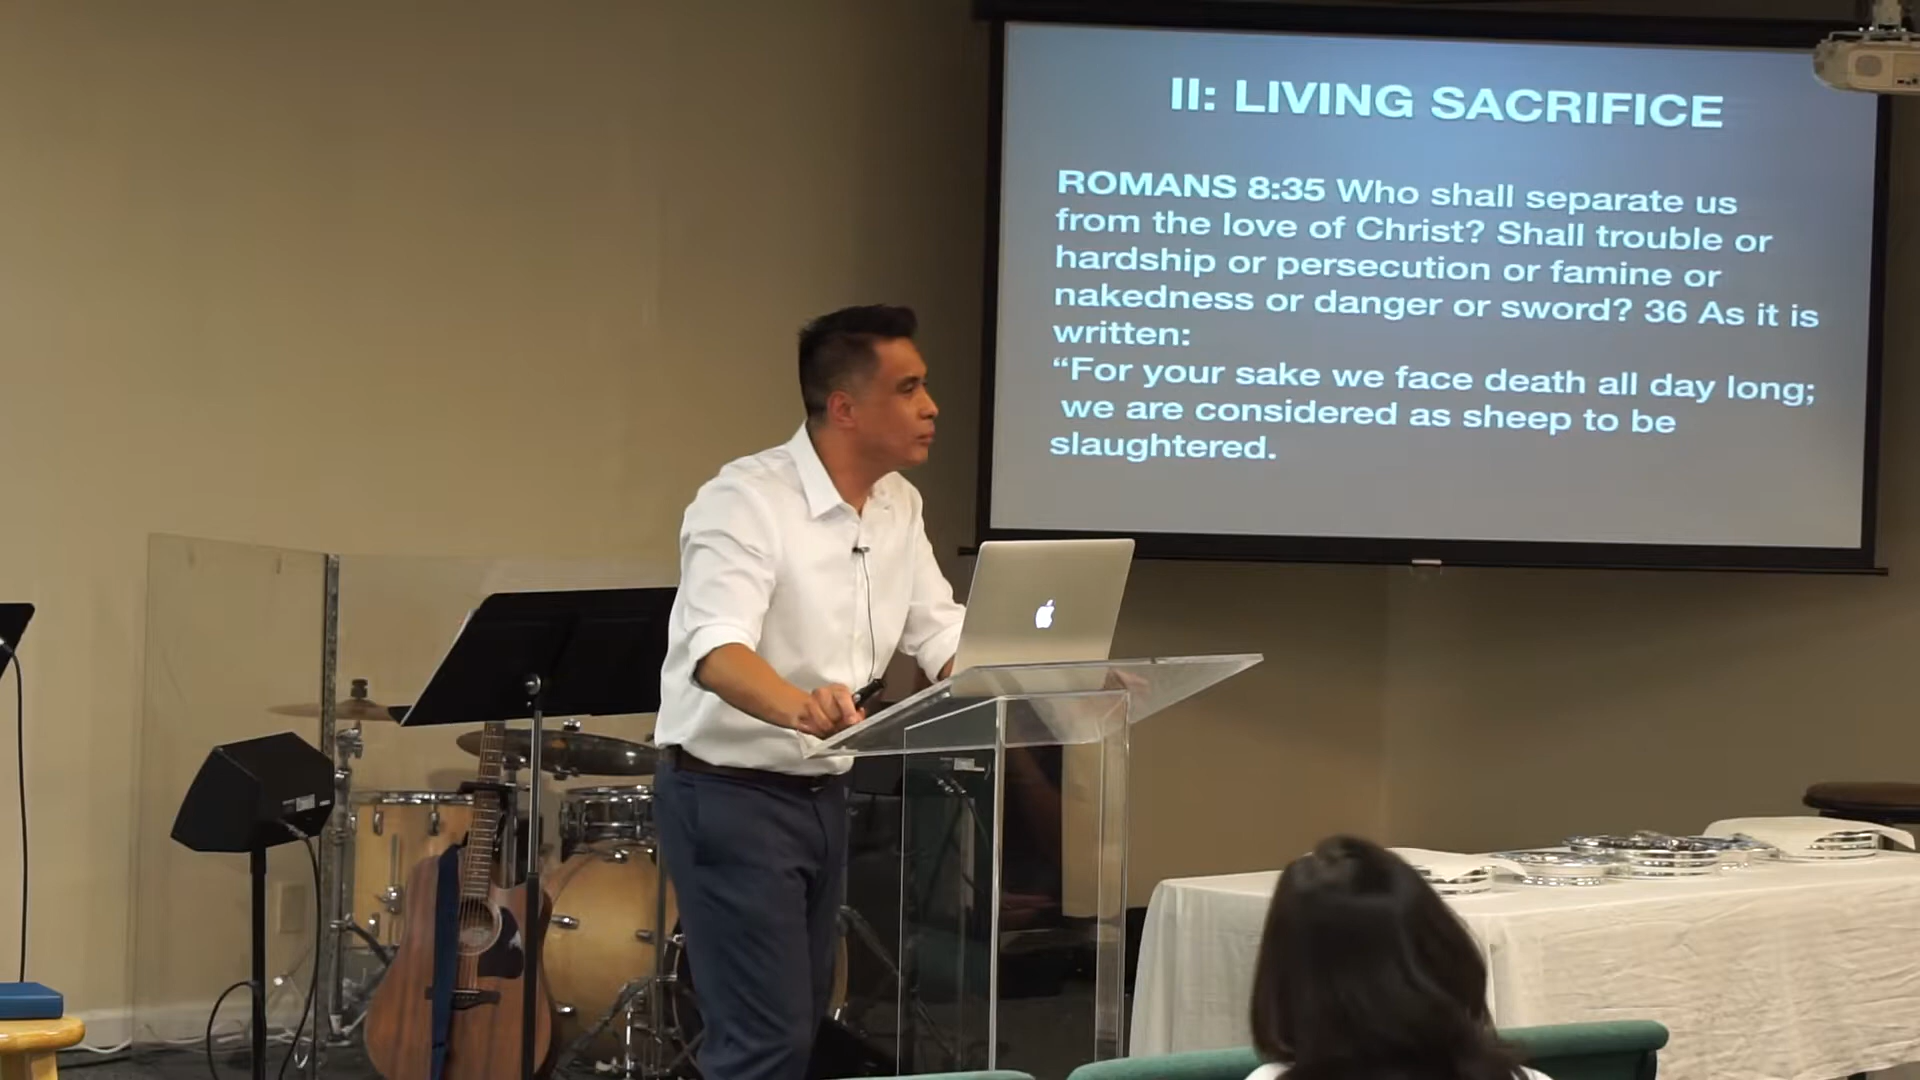 II: LIVING SACRIFICE
ROMANS 8:35 Who shall separate us
from the love of Christ? Shall trouble or
hardship or persecution or famine or
nakedness or danger or sword? 36 As it is
written:
“For your sake we face death all day long;
we are considered as sheep to be
slaughtered.